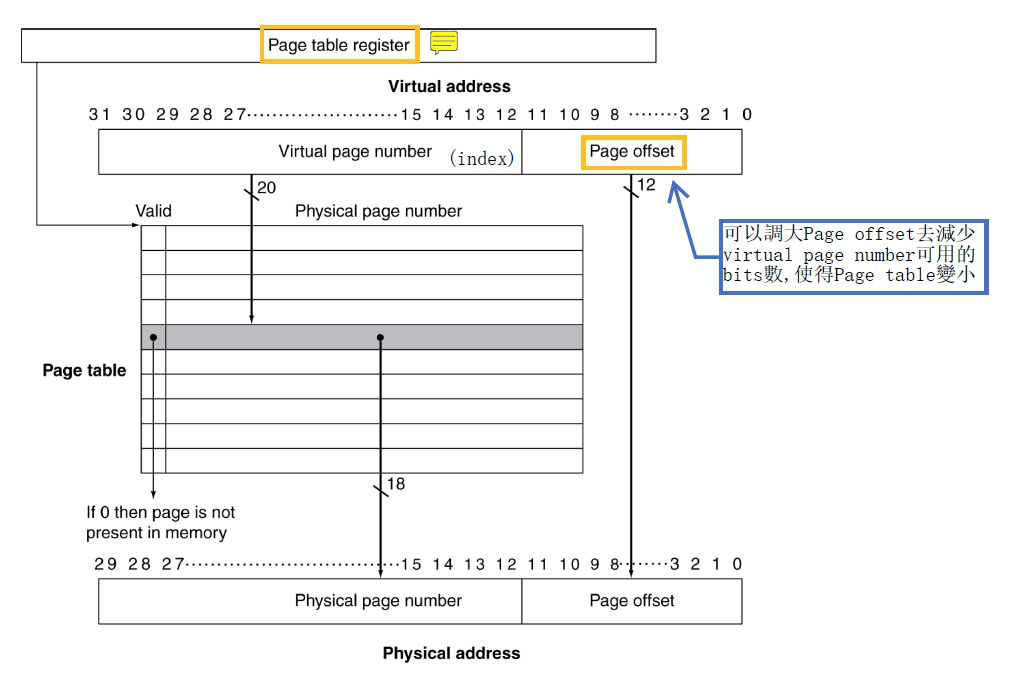 Page table register
Virtual address
31 30 29 28 27························15 14 13 12 11 10 9 8 ········3 2 1 0
Virtual page number (index) Page offset
20 12
Valid Physical page number
可以調大Page offset去減少
virtual page number可用的
bits數,使得Page table變小
Page table
18
If 0 then page is not
present in memory
29 28 27··································15 14 13 12 11 10 9 8········3 2 1 0
Physical page number Page offset
Physical address